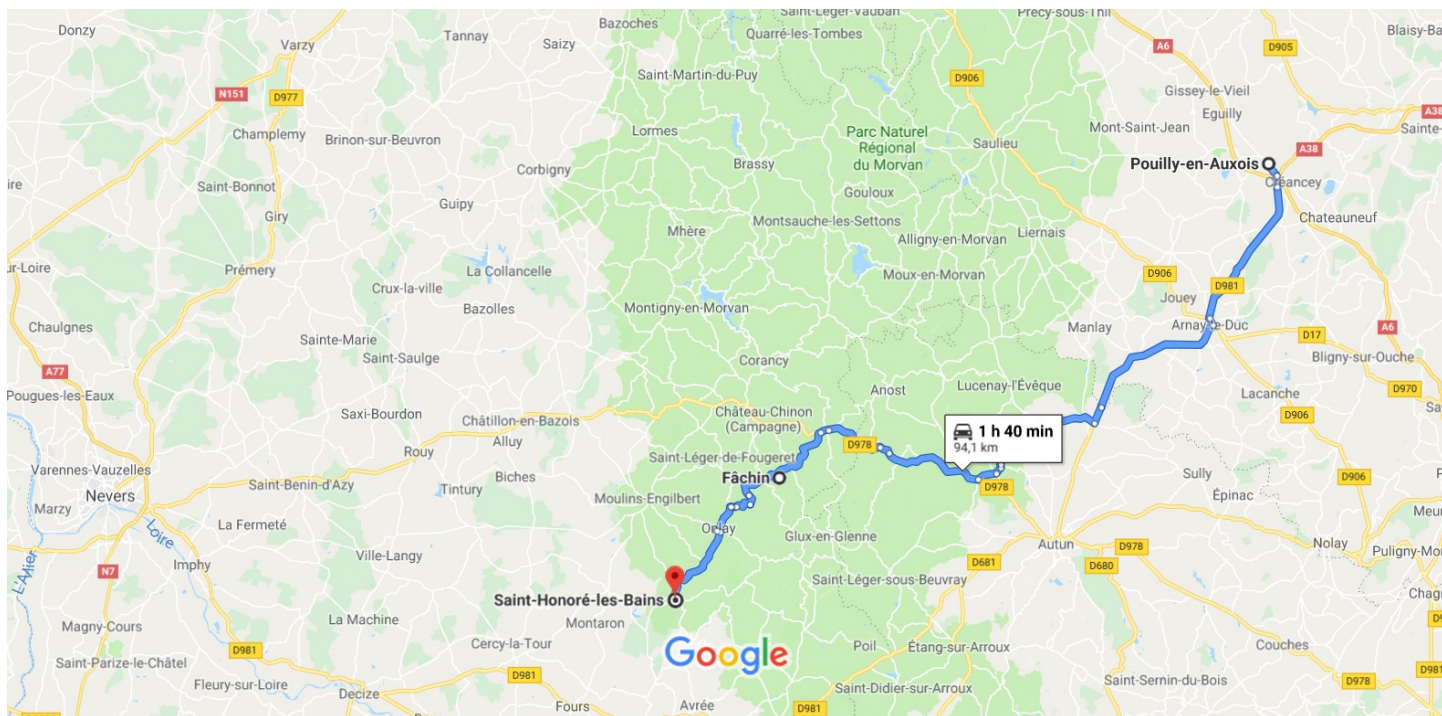 Saint-Léger-Vauban
Précy-sous-Thil
Bazoches
Donzy
Tannay
Quarré-les-Tombes
Blaisy-Ba
Varzy
Saizy
A6
D905
Saint-Martin-du-Puy
D906
N151
D977
Gissey-le-Vieil
Eguilly
A38
Champlemy
Lormes
Parc Naturel
Régional
du Morvan
Mont-Saint-Jean
Sainte-
Brinon-sur-Beuvron
Saulieu
A38
Corbigny
Brassy
Pouilly-en-Auxois
Saint-Bonnot
Gouloux
Créancey
Guipy
Giry
Montsauche-les-Settons
Chateauneuf
Mhère
Liernais
Alligny-en-Morvan
ur-Loire
Prémery
La Collancelle
Moux-en-Morvan
D906
Crux-la-ville
D981
Jouey
Bazolles
Montigny-en-Morvan
Chaulgnes
Manlay
Arnay-le-Duc
A6
Sainte-Marie
D17
Saint-Saulge
Corancy
Bligny-sur-Ouche
A77
Anost
Lucenay-l'Évêque
D970
Pougues-les-Eaux
Lacanche
Saxi-Bourdon
Château-Chinon
(Campagne)
D906
Châtillon-en-Bazois
1 h 40 min
94,1 km
Alluy
D978
Rouy
Saint-Léger-de-Fougeret
Varennes-Vauzelles
Biches
Fâchin
Sully
D906
Saint-Benin-d'Azy
Tintury
D978
Nevers
Moulins-Engilbert
Épinac
Marzy
La Fermeté
Onlay
Glux-en-Glenne
Meur
Loire
Autun
D978
Nolay
Ville-Langy
Puligny-Mo
L'Allier
Imphy
D681
D680
N7
Saint-Léger-sous-Beuvray
Saint-Honoré-les-Bains
Chag
La Machine
Montaron
Magny-Cours
Cercy-la-Tour
Google
Poil
Étang-sur-Arroux
Couches
D981
Saint-Parize-le-Châtel
D981
Saint-Sernin-du-Bois
D978
Fleury-sur-Loire
Decize
Saint-Didier-sur-Arroux
Fours
Avrée
D981